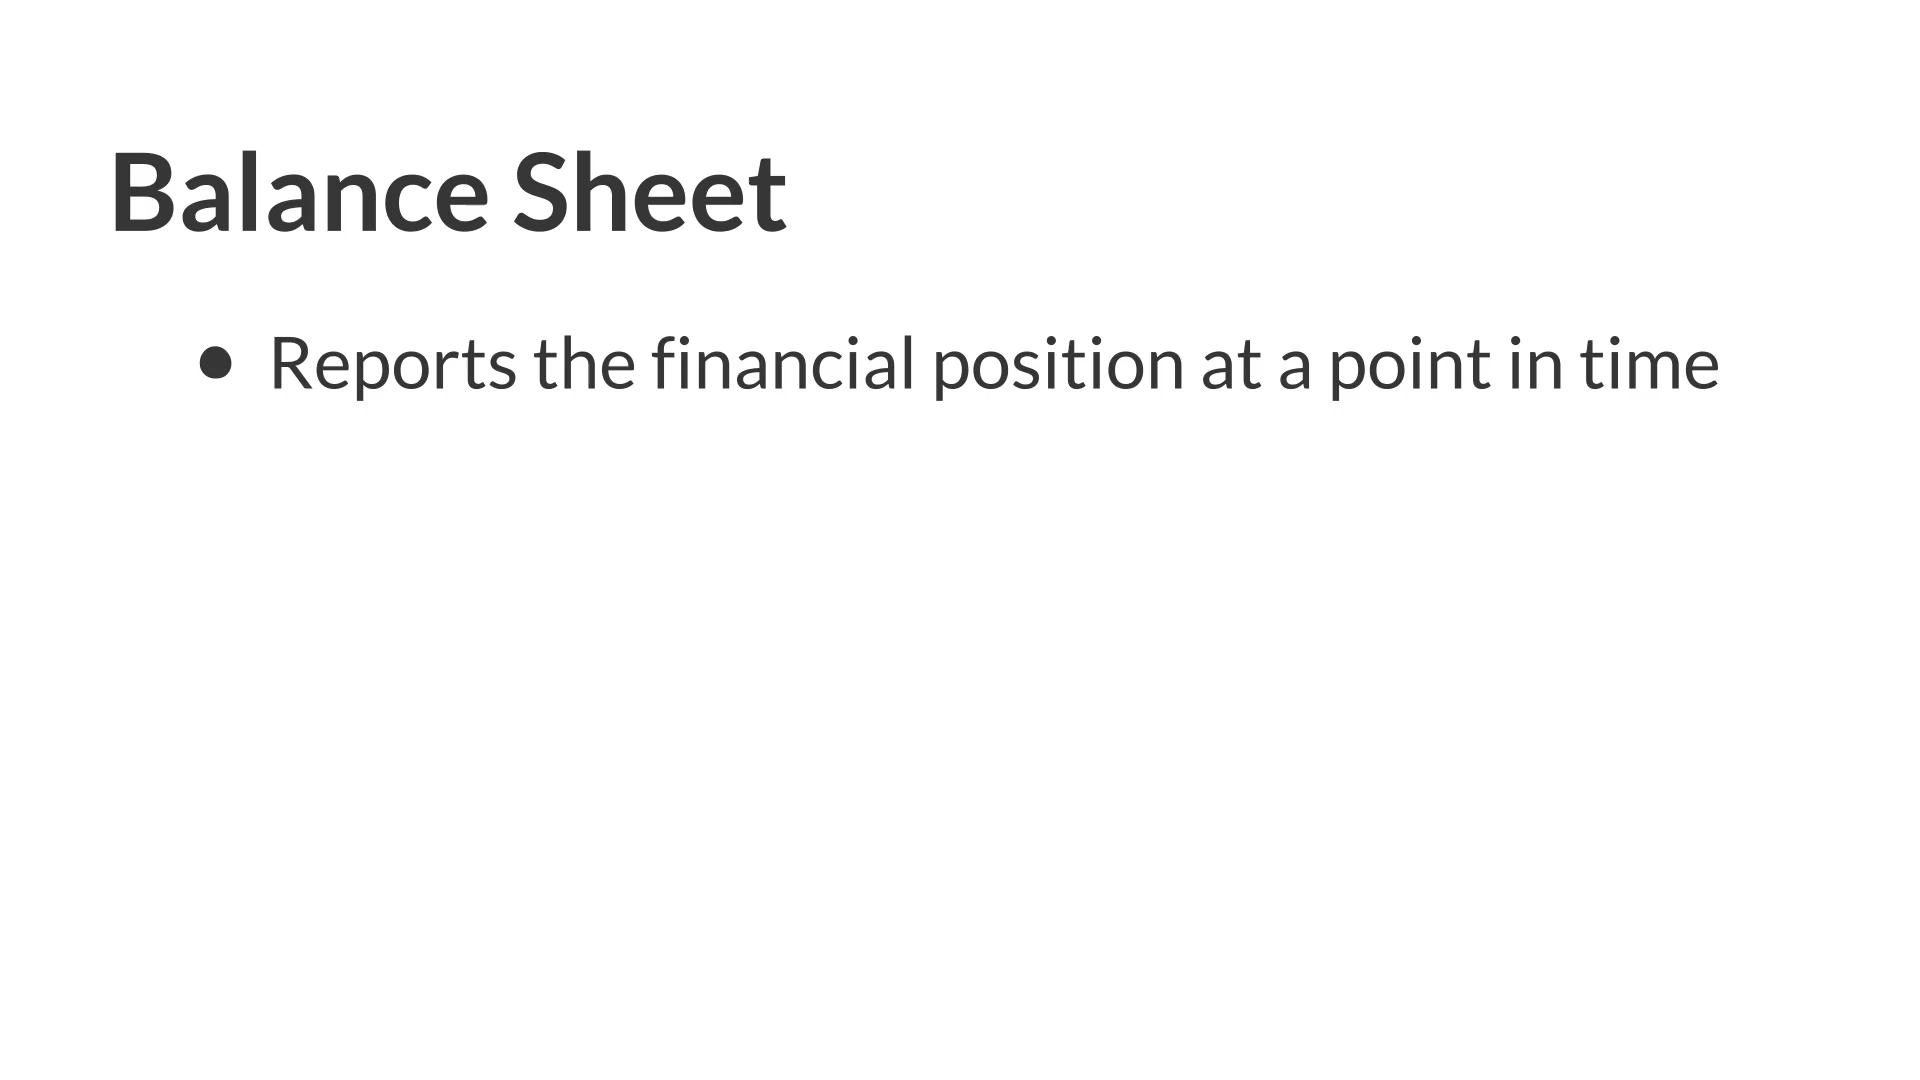 Balance Sheet
● Reports the financial position at a point in time